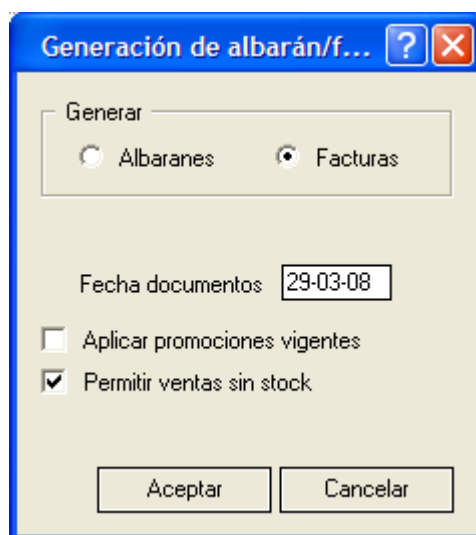 Generación de albarán/f...
Generar
Albaranes Facturas
Fecha documentos 29-03-08
Aplicar promociones vigentes
Permitir ventas sin stock
Aceptar Cancelar